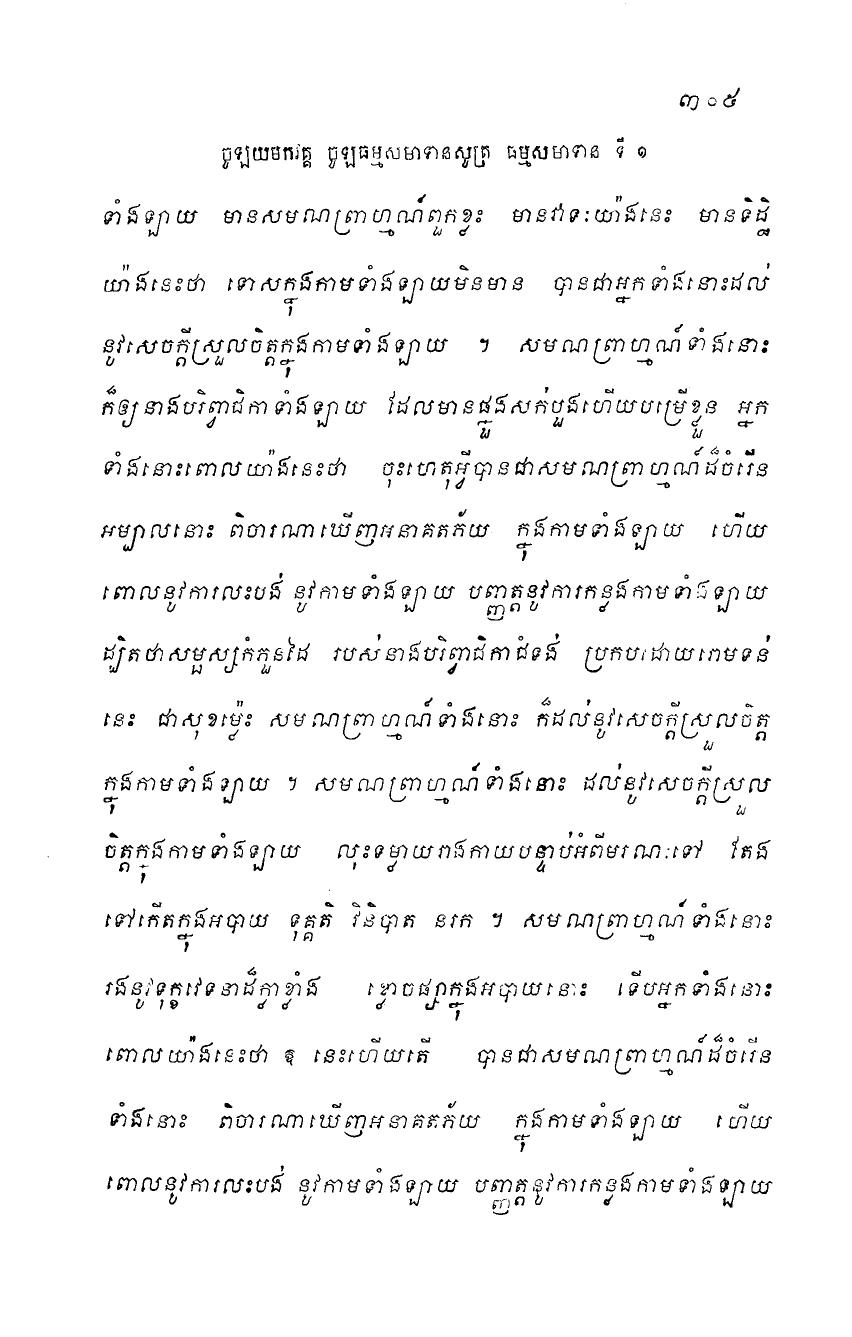 ៣០៥
ចូឡយមកវគ្គ ចូឡធម្មសមាទានសូត្រ ធម្មសមាទាន ទី ១
ទាំងឡាយ មានសមណព្រាហ្មណ៍ពួកខ្លះ មានវាទៈយ៉ាងនេះ មានទិដ្ឋិ
យ៉ាងនេះថា ទោសក្នុងកាមទាំងឡាយមិនមាន បានជាអ្នកទាំងនោះដល់
នូវសេចក្តីស្រួលចិត្តក្នុងកាមទាំងឡាយ ។ សមណព្រាហ្មណ៍ទាំងនោះ
ក៏ឲ្យនាងបរិព្វាជិកាទាំងឡាយ ដែលមានផ្នួងសក់បួងហើយបម្រើខ្លួន អ្នក
ទាំងនោះពោលយ៉ាងនេះថា ចុះហេតុអ្វីបានជាសមណព្រាហ្មណ៍ដ៏ចំរើន
អម្បាលនោះ ពិចារណាឃើញអនាគតភ័យ ក្នុងកាមទាំងឡាយ ហើយ
ពោលនូវការលះបង់ នូវកាមទាំងឡាយ បញ្ញត្តនូវការកន្លងកាមទាំងឡាយ
ដ្បិតថាសម្ផស្សកំភួនដៃ របស់នាងបរិព្វាជិកាជំទង់ ប្រកបដោយរោមទន់
នេះ ជាសុខម៉្លេះ សមណព្រាហ្មណ៍ទាំងនោះ ក៏ដល់នូវសេចក្តីស្រួលចិត្ត
ក្នុងកាមទាំងឡាយ ។ សមណព្រាហ្មណ៍ទាំងនោះ ដល់នូវសេចក្តីស្រួល
ចិត្តក្នុងកាមទាំងឡាយ លុះទម្លាយរាងកាយបន្ទាប់អំពីមរណៈទៅ តែង
ទៅកើតក្នុងអបាយ ទុគ្គតិ វិនិបាត នរក ។ សមណព្រាហ្មណ៍ទាំងនោះ
រងនូវទុក្ខវេទនាដ៏ក្លាខ្លាំង ខ្លោចផ្សាក្នុងអបាយនោះ ទើបអ្នកទាំងនោះ
ពោលយ៉ាងនេះថា ឱ នេះហើយតើ បានជាសមណព្រាហ្មណ៍ដ៏ចំរើន
ទាំងនោះ ពិចារណាឃើញអនាគតភ័យ ក្នុងកាមទាំងឡាយ ហើយ
ពោលនូវការលះបង់ នូវកាមទាំងឡាយ បញ្ញត្តនូវការកន្លងកាមទាំងឡាយ